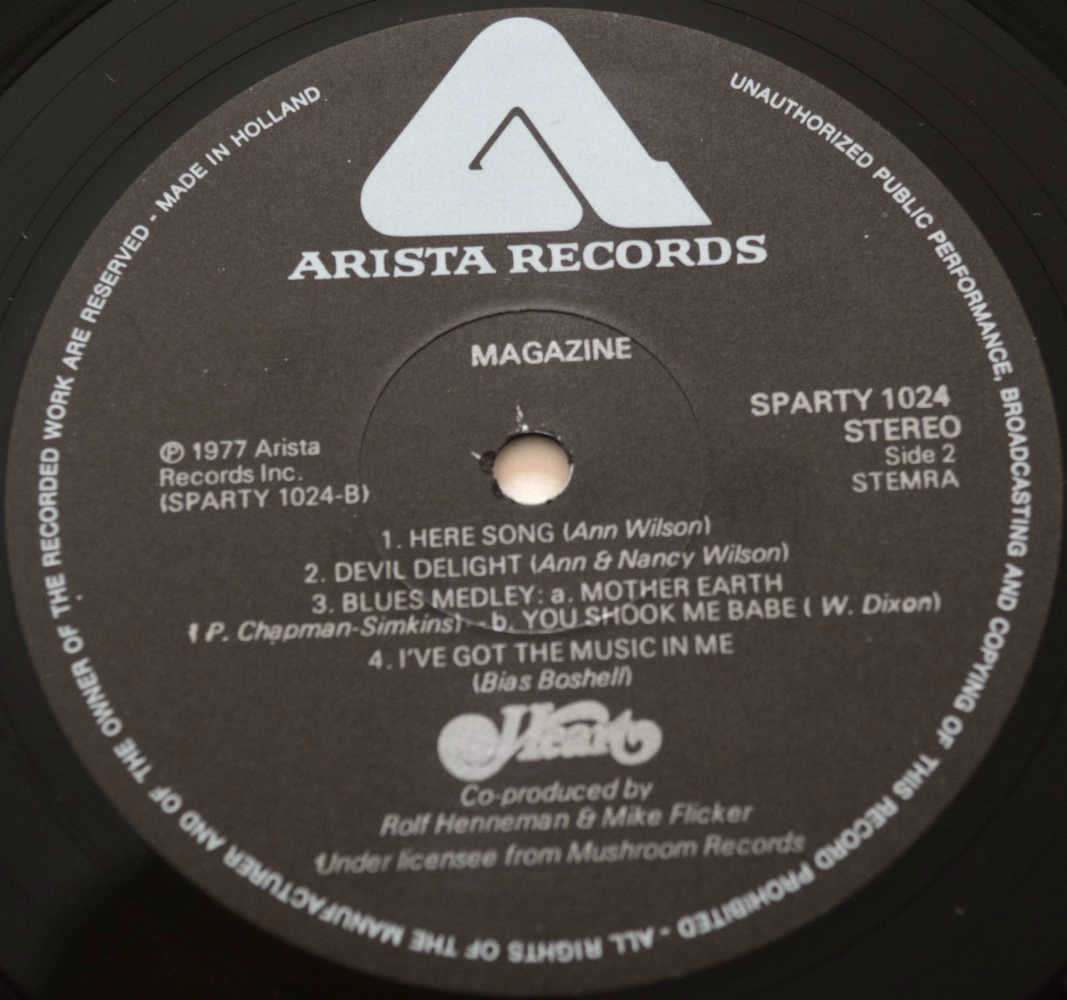 ARISTA RECORDS
MAGAZINE
SPARTY 1024
STEREO
Side 2
STEMRA
℗ 1977 Arista
Records Inc.
(SPARTY 1024-B)
1. HERE SONG (Ann Wilson)
2. DEVIL DELIGHT (Ann & Nancy Wilson)
3. BLUES MEDLEY: a. MOTHER EARTH
( P. Chapman-Simkins) - b. YOU SHOOK ME BABE ( W. Dixon)
4. I'VE GOT THE MUSIC IN ME
(Bias Boshell)
Heart
Co-produced by
Rolf Henneman & Mike Flicker
Under licensee from Mushroom Records
UNAUTHORIZED PUBLIC PERFORMANCE, BROADCASTING AND COPYING OF THIS RECORD PROHIBITED - ALL RIGHTS OF THE MANUFACTURER AND OF THE OWNER OF THE RECORDED WORK ARE RESERVED - MADE IN HOLLAND